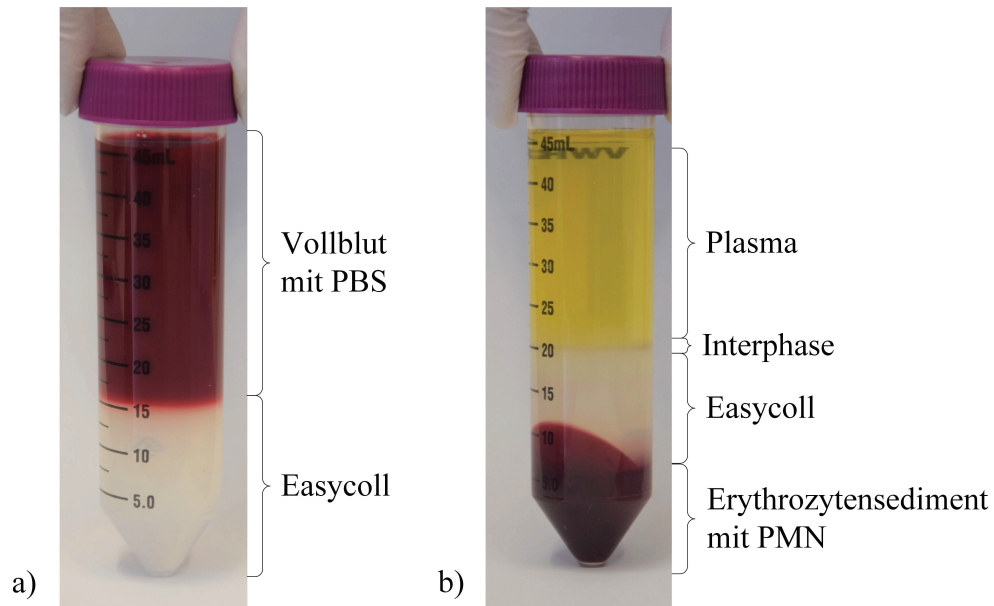 45mL
40
35
30
25
20
15
10
5.0
Vollblut
mit PBS
Easycoll
a)
45mL
VWR
40
35
30
25
20
15
10
5.0
Plasma
Interphase
Easycoll
Erythrozytensediment
mit PMN
b)